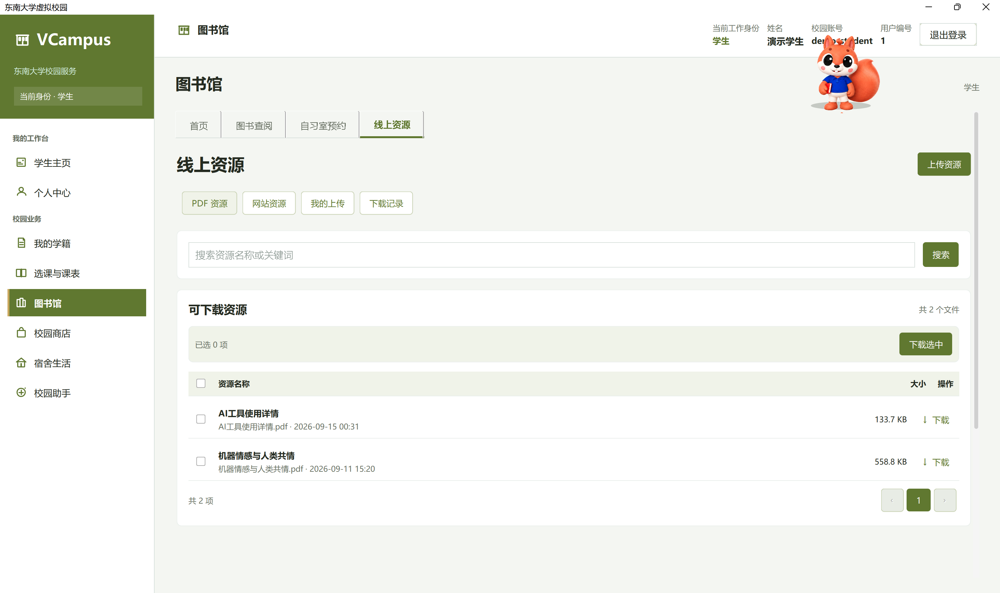 东南大学虚拟校园
VCampus
东南大学校园服务
当前身份 · 学生
我的工作台
学生主页
个人中心
校园业务
我的学籍
选课与课表
图书馆
校园商店
宿舍生活
校园助手
图书馆
当前工作身份 姓名 校园账号 用户编号
学生 演示学生 1
退出登录
图书馆
学生
首页 图书查阅 自习室预约 线上资源
线上资源
上传资源
PDF 资源 网站资源 我的上传 下载记录
搜索资源名称或关键词
搜索
可下载资源
共 2 个文件
已选 0 项
下载选中
资源名称 大小 操作
AI工具使用详情
AI工具使用详情.pdf · 2026-09-15 00:31
133.7 KB ↓ 下载
机器情感与人类共情
机器情感与人类共情.pdf · 2026-09-11 15:20
558.8 KB ↓ 下载
共 2 项
‹ 1 ›